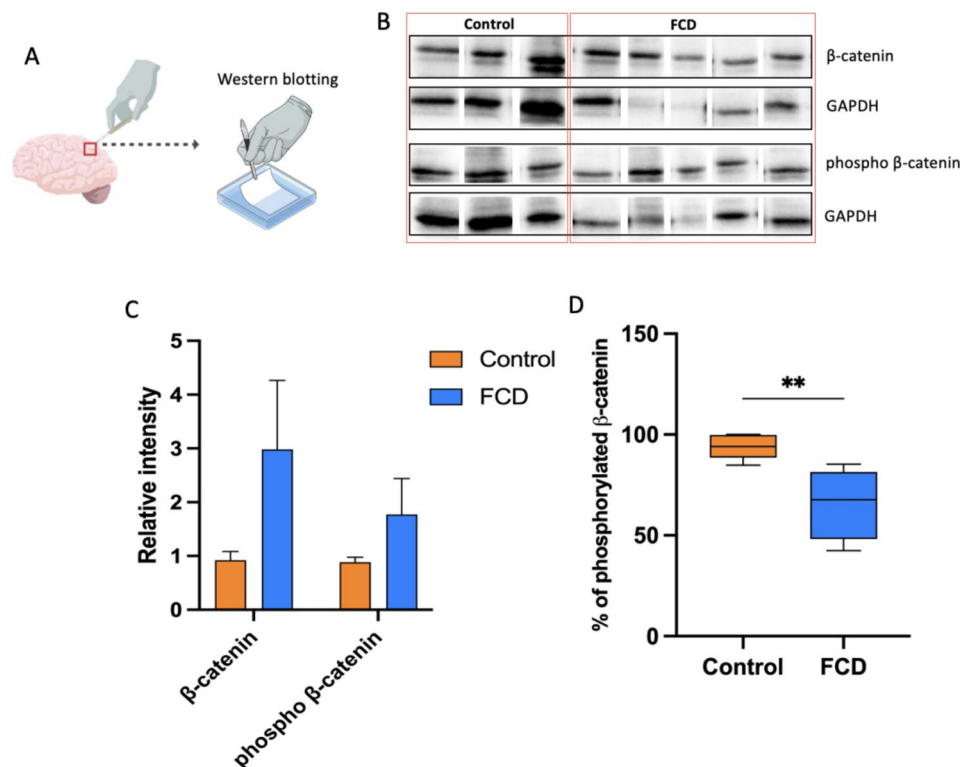 A
Western blotting
B
Control
FCD
β-catenin
GAPDH
phospho β-catenin
GAPDH
C
Relative intensity
5
4
3
2
1
0
β-catenin
phospho β-catenin
Control
FCD
D
% of phosphorylated β-catenin
150
100
50
0
**
Control
FCD